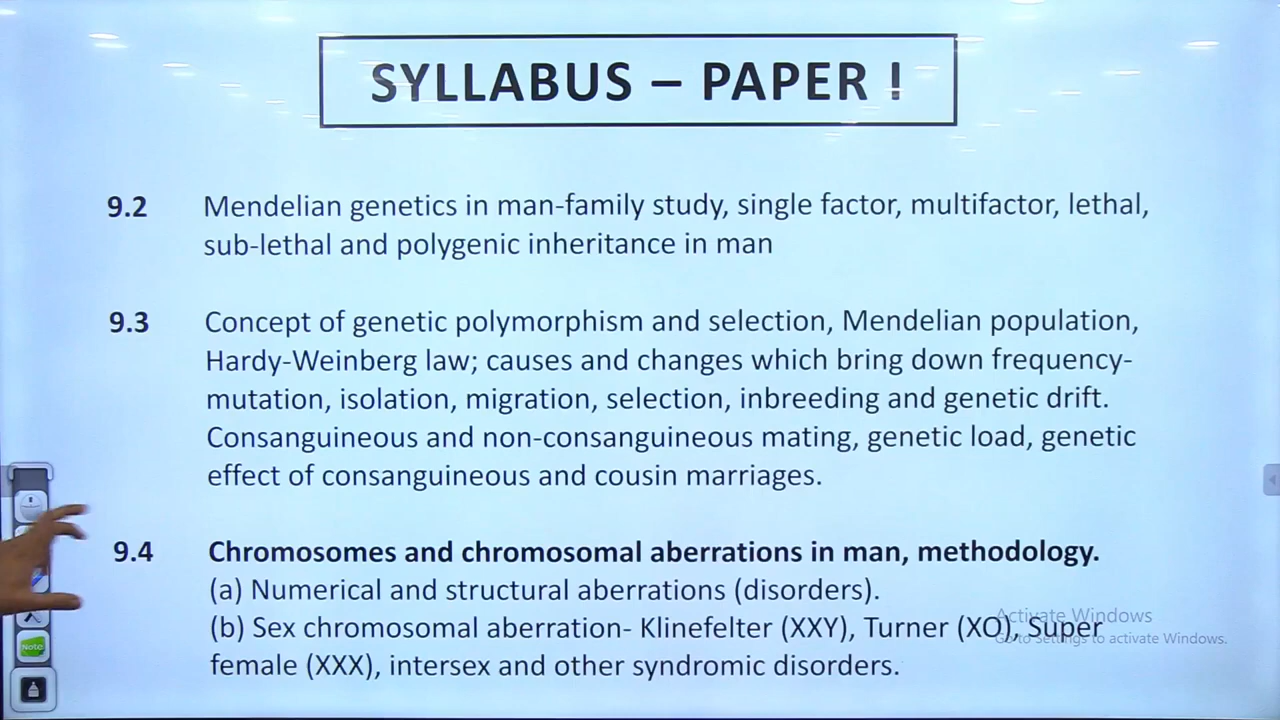 SYLLABUS – PAPER I
9.2 Mendelian genetics in man-family study, single factor, multifactor, lethal,
sub-lethal and polygenic inheritance in man
9.3 Concept of genetic polymorphism and selection, Mendelian population,
Hardy-Weinberg law; causes and changes which bring down frequency-
mutation, isolation, migration, selection, inbreeding and genetic drift.
Consanguineous and non-consanguineous mating, genetic load, genetic
effect of consanguineous and cousin marriages.
9.4 Chromosomes and chromosomal aberrations in man, methodology.
(a) Numerical and structural aberrations (disorders).
(b) Sex chromosomal aberration- Klinefelter (XXY), Turner (XO), Super
female (XXX), intersex and other syndromic disorders.
Activate Windows
Go to Settings to activate Windows.
Note